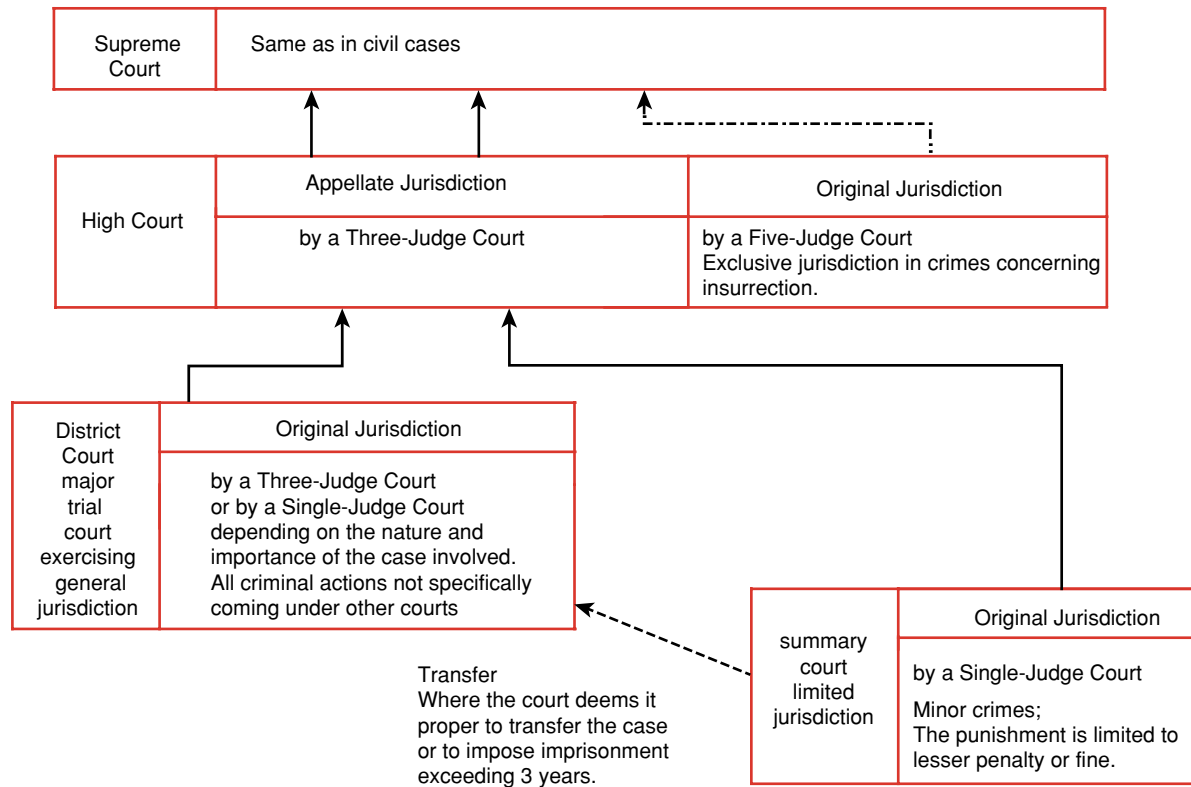 Supreme
Court
Same as in civil cases
High Court
Appellate Jurisdiction
by a Three-Judge Court
Original Jurisdiction
by a Five-Judge Court
Exclusive jurisdiction in crimes concerning
insurrection.
District
Court
major
trial
court
exercising
general
jurisdiction
Original Jurisdiction
by a Three-Judge Court
or by a Single-Judge Court
depending on the nature and
importance of the case involved.
All criminal actions not specifically
coming under other courts
Transfer
Where the court deems it
proper to transfer the case
or to impose imprisonment
exceeding 3 years.
summary
court
limited
jurisdiction
Original Jurisdiction
by a Single-Judge Court
Minor crimes;
The punishment is limited to
lesser penalty or fine.